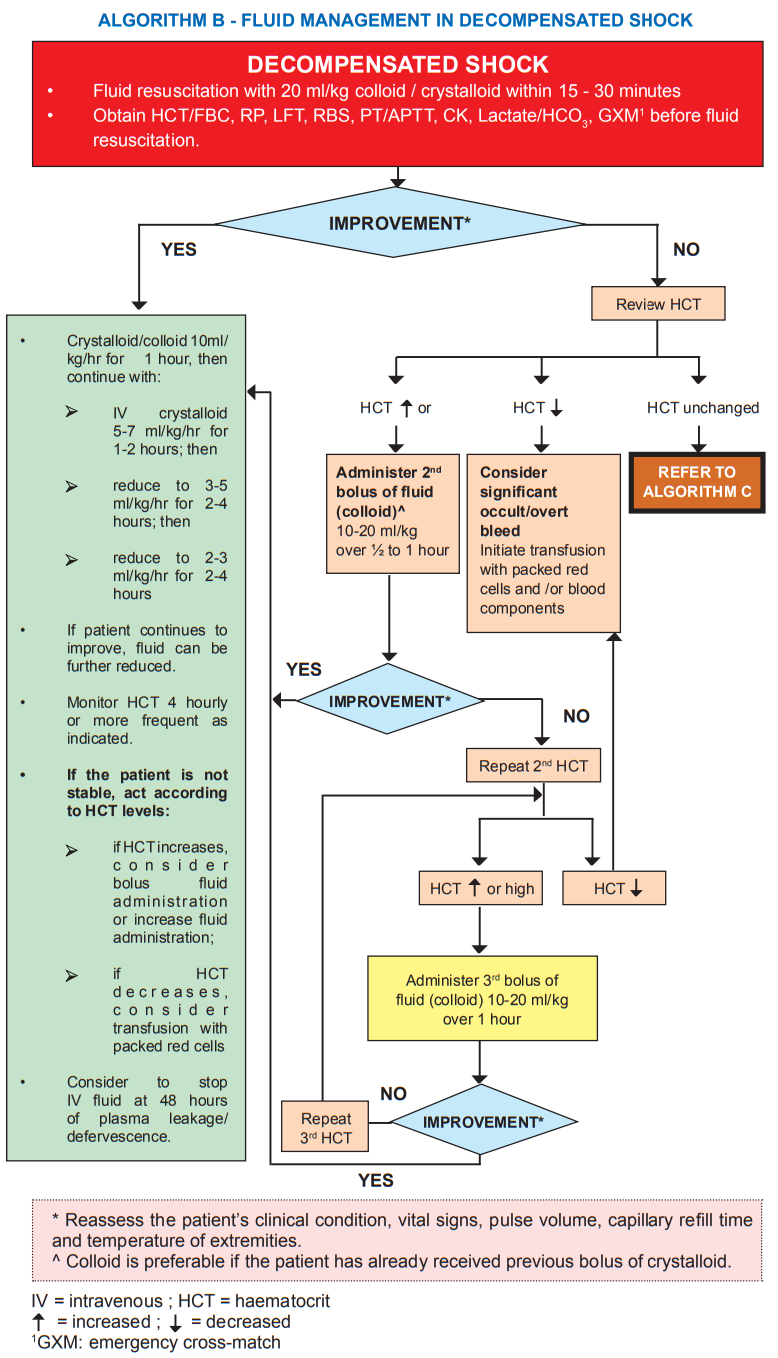 ALGORITHM B - FLUID MANAGEMENT IN DECOMPENSATED SHOCK
DECOMPENSATED SHOCK
• Fluid resuscitation with 20 ml/kg colloid / crystalloid within 15 - 30 minutes
• Obtain HCT/FBC, RP, LFT, RBS, PT/APTT, CK, Lactate/HCO3, GXM1 before fluid
resuscitation.
IMPROVEMENT*
YES
NO
Review HCT
HCT ↑ or
HCT ↓
HCT unchanged
Administer 2nd
bolus of fluid
(colloid)^
10-20 ml/kg
over ½ to 1 hour
Consider
significant
occult/overt
bleed
Initiate transfusion
with packed red
cells and /or blood
components
REFER TO
ALGORITHM C
• Crystalloid/colloid 10ml/
kg/hr for 1 hour, then
continue with:
➢ IV crystalloid
5-7 ml/kg/hr for
1-2 hours; then
➢ reduce to 3-5
ml/kg/hr for 2-4
hours; then
➢ reduce to 2-3
ml/kg/hr for 2-4
hours
• If patient continues to
improve, fluid can be
further reduced.
• Monitor HCT 4 hourly
or more frequent as
indicated.
• If the patient is not
stable, act according
to HCT levels:
➢ if HCT increases,
consider
bolus fluid
administration
or increase fluid
administration;
➢ if HCT
decreases,
consider
transfusion with
packed red cells
• Consider to stop
IV fluid at 48 hours
of plasma leakage/
defervescence.
YES
IMPROVEMENT*
NO
Repeat 2nd HCT
HCT ↑ or high
HCT ↓
Administer 3rd bolus of
fluid (colloid) 10-20 ml/kg
over 1 hour
NO
Repeat
3rd HCT
IMPROVEMENT*
YES
* Reassess the patient's clinical condition, vital signs, pulse volume, capillary refill time
and temperature of extremities.
^ Colloid is preferable if the patient has already received previous bolus of crystalloid.
IV = intravenous ; HCT = haematocrit
↑ = increased ; ↓ = decreased
1GXM: emergency cross-match